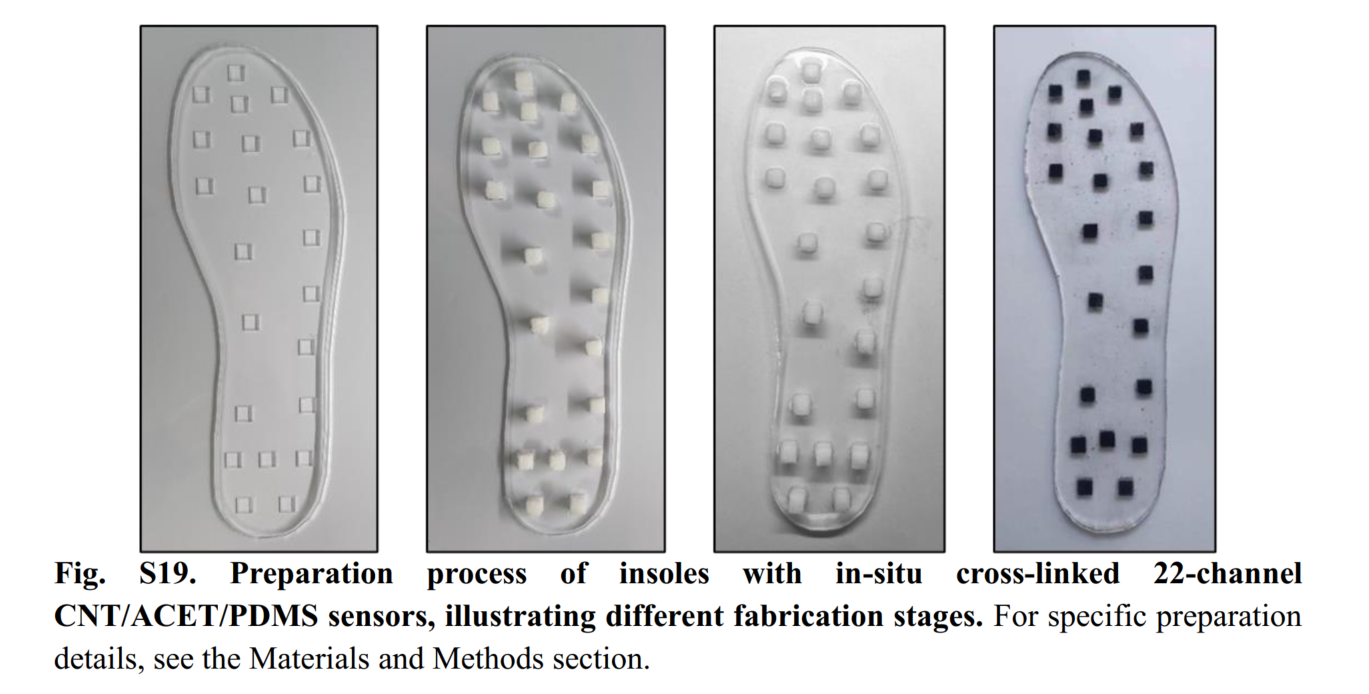 Fig. S19. Preparation process of insoles with in-situ cross-linked 22-channel
CNT/ACET/PDMS sensors, illustrating different fabrication stages. For specific preparation
details, see the Materials and Methods section.